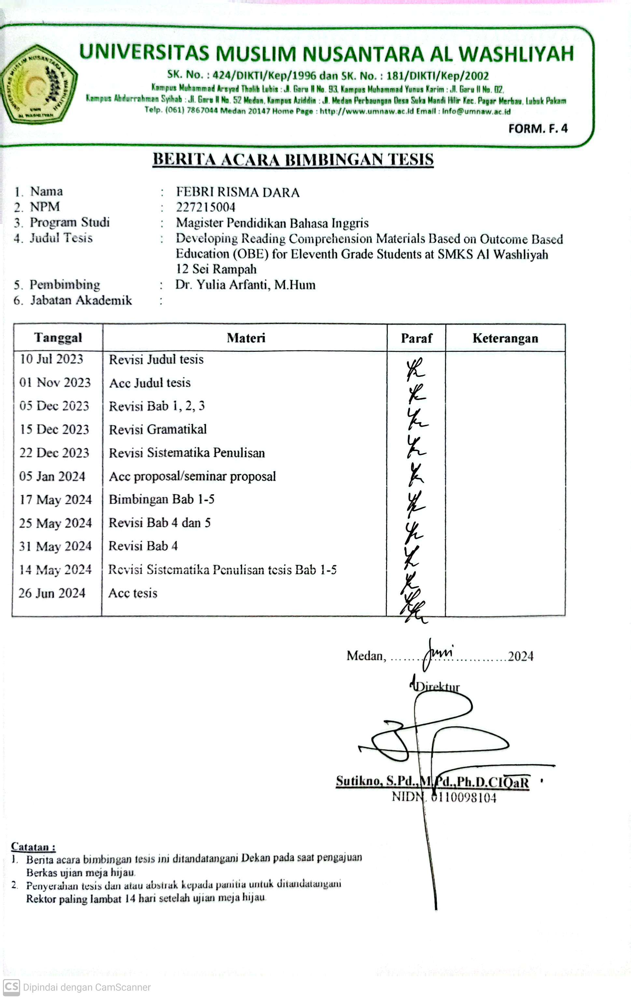 UNIVERSITAS MUSLIM NUSANTARA AL WASHLIYAH
SK. No. : 424/DIKTI/Kep/1996 dan SK. No. : 181/DIKTI/Kep/2002
Kampus Muhammad Arsyad Thalib Lubis : Jl. Garu II No. 93, Kampus Muhammad Yunus Karim : Jl. Garu II No. 02,
Kampus Abdurrahman Syihab : Jl. Garu II No. 52 Medan, Kampus Aziddin : Jl. Medan Perbaungan Desa Suka Mandi Hilir Kec. Pagar Merbau, Lubuk Pakam
Telp. (061) 7867044 Medan 20147 Home Page : http://www.umnaw.ac.id Email : info@umnaw.ac.id
UNIVERSITAS MUSLIM NUSANTARA AL WASHLIYAH
UMN
AL WASHLIYAH
FORM. F. 4
BERITA ACARA BIMBINGAN TESIS
1. Nama : FEBRI RISMA DARA
2. NPM : 227215004
3. Program Studi : Magister Pendidikan Bahasa Inggris
4. Judul Tesis : Developing Reading Comprehension Materials Based on Outcome Based
Education (OBE) for Eleventh Grade Students at SMKS Al Washliyah
12 Sei Rampah
5. Pembimbing : Dr. Yulia Arfanti, M.Hum
6. Jabatan Akademik :
Tanggal Materi Paraf Keterangan
10 Jul 2023 Revisi Judul tesis
01 Nov 2023 Acc Judul tesis
05 Dec 2023 Revisi Bab 1, 2, 3
15 Dec 2023 Revisi Gramatikal
22 Dec 2023 Revisi Sistematika Penulisan
05 Jan 2024 Acc proposal/seminar proposal
17 May 2024 Bimbingan Bab 1-5
25 May 2024 Revisi Bab 4 dan 5
31 May 2024 Revisi Bab 4
14 May 2024 Revisi Sistematika Penulisan tesis Bab 1-5
26 Jun 2024 Acc tesis
Medan, ........Juni............2024
Direktur
Sutikno, S.Pd.,M.Pd.,Ph.D.CIQaR
NIDN. 0110098104
Catatan :
1. Berita acara bimbingan tesis ini ditandatangani Dekan pada saat pengajuan
Berkas ujian meja hijau.
2. Penyerahan tesis dan atau abstrak kepada panitia untuk ditandatangani
Rektor paling lambat 14 hari setelah ujian meja hijau.
CS Dipindai dengan CamScanner